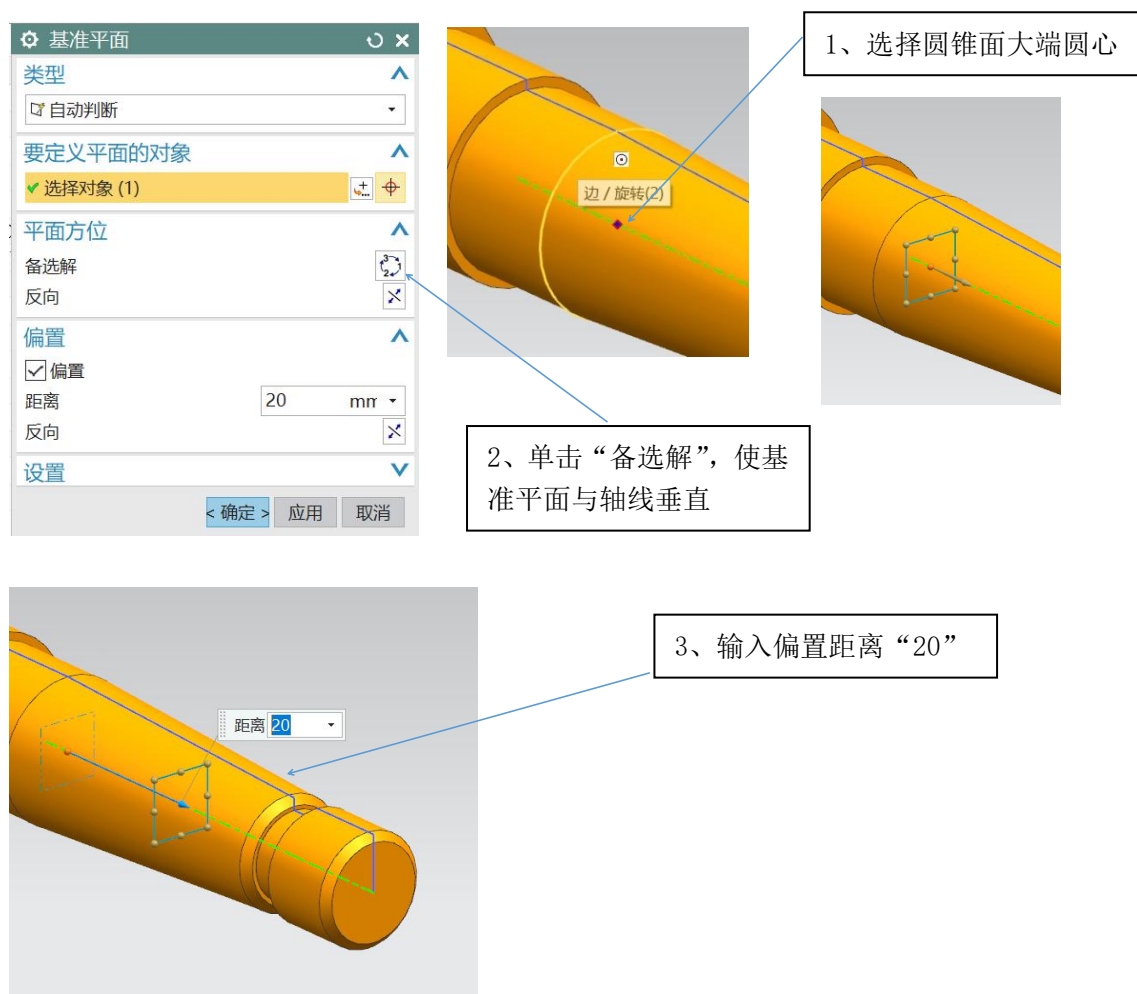 基准平面
类型
自动判断
要定义平面的对象
选择对象 (1)
平面方位
备选解
反向
偏置
偏置
距离 20 mm
反向
设置
< 确定 > 应用 取消
边 / 旋转(2)
1、选择圆锥面大端圆心
2、单击“备选解”，使基
准平面与轴线垂直
距离 20
3、输入偏置距离“20”